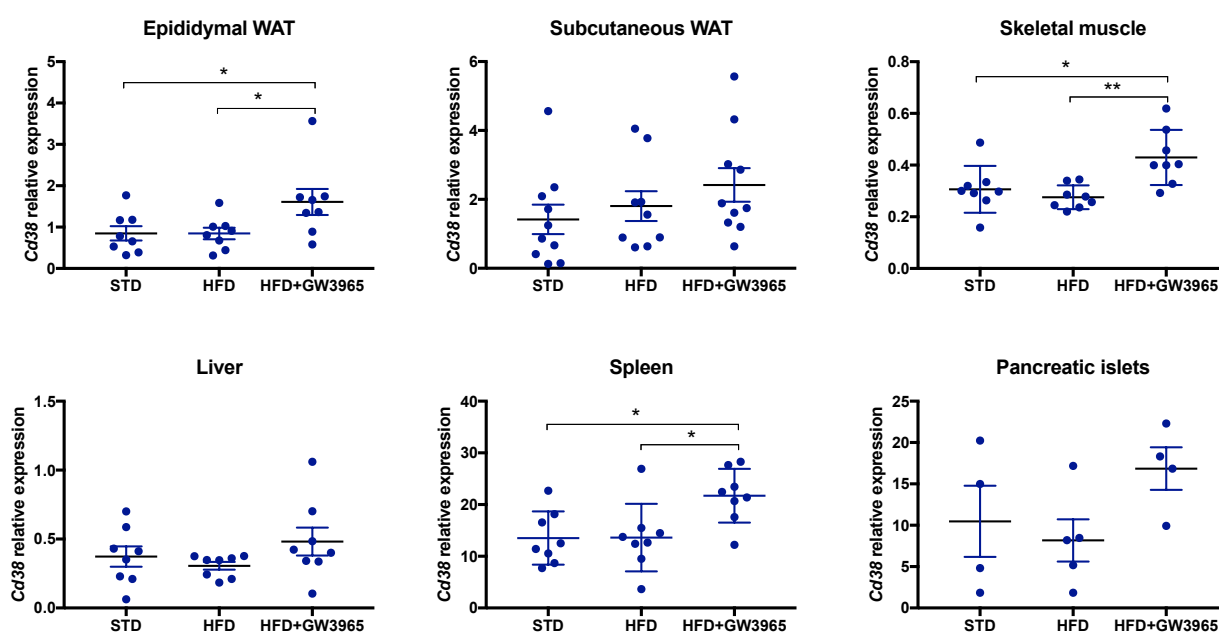 Epididymal WAT
Cd38 relative expression
5
4
3
2
1
0
*
*
STD HFD HFD+GW3965
Subcutaneous WAT
Cd38 relative expression
6
4
2
0
STD HFD HFD+GW3965
Skeletal muscle
Cd38 relative expression
0.8
0.6
0.4
0.2
0.0
*
**
STD HFD HFD+GW3965
Liver
Cd38 relative expression
1.5
1.0
0.5
0.0
STD HFD HFD+GW3965
Spleen
Cd38 relative expression
40
30
20
10
0
*
*
STD HFD HFD+GW3965
Pancreatic islets
Cd38 relative expression
25
20
15
10
5
0
STD HFD HFD+GW3965